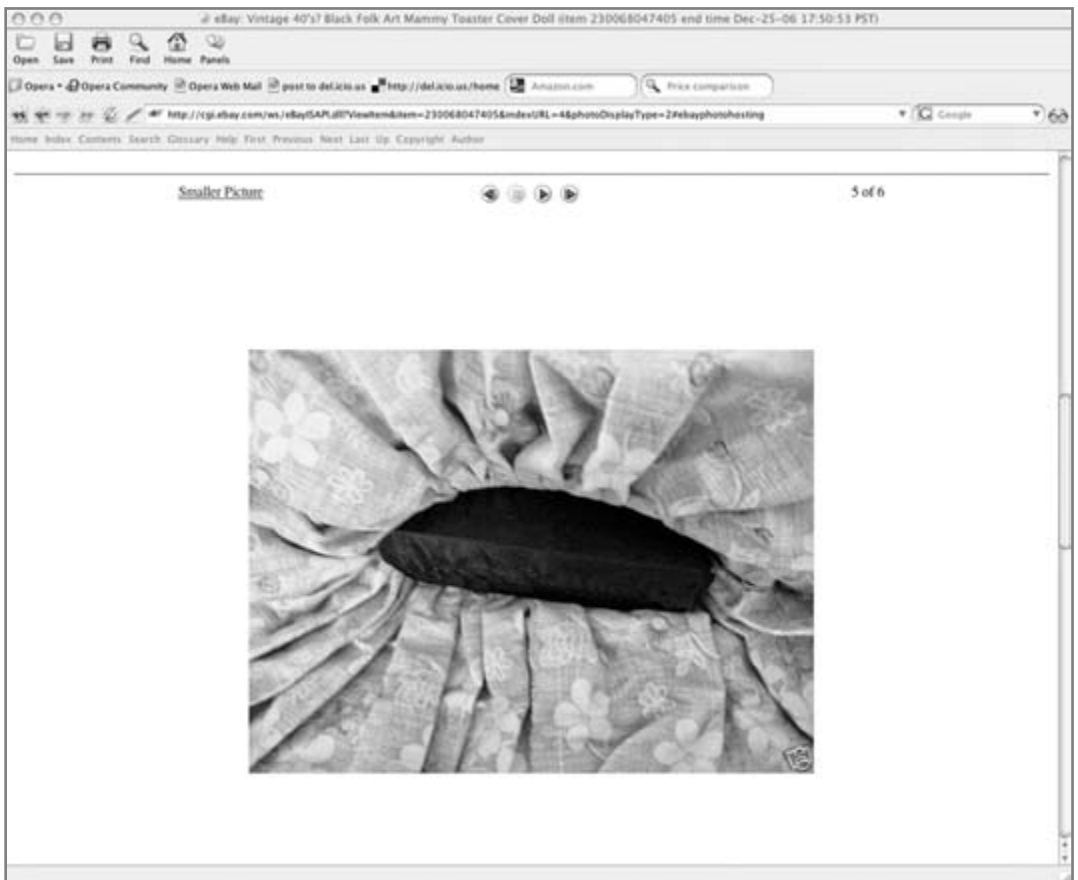 eBay: Vintage 40's? Black Folk Art Mammy Toaster Cover Doll (item 230068047405 end time Dec-25-06 17:50:53 PST)
Open Save Print Find Home Panels
Opera Opera Community Opera Web Mail post to del.icio.us http://del.icio.us/home Amazon.com Price comparison
http://cgi.ebay.com/ws/eBayISAPI.dll?ViewItem&item=230068047405&indexURL=4&photoDisplayType=2#ebayphotohosting Google
Home Index Contents Search Glossary Help First Previous Next Last Up Copyright Author
Smaller Picture 5 of 6